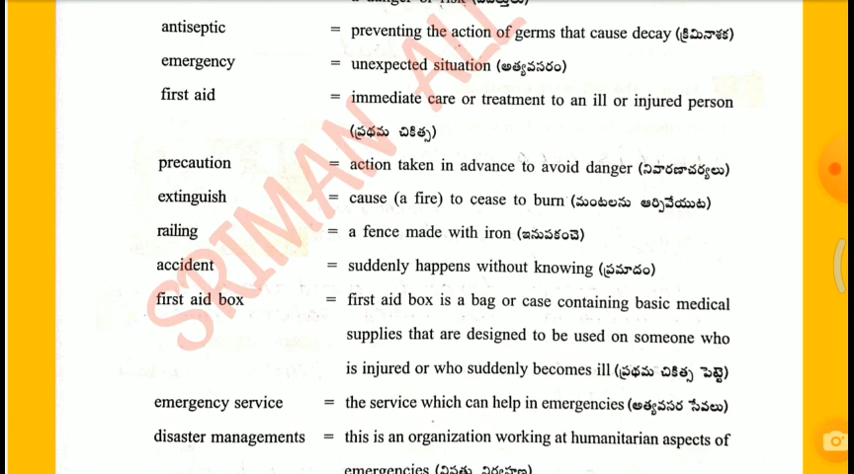 antiseptic = preventing the action of germs that cause decay (క్రిమినాశక)
emergency = unexpected situation (అత్యవసరం)
first aid = immediate care or treatment to an ill or injured person
(ప్రథమ చికిత్స)
precaution = action taken in advance to avoid danger (నివారణాచర్యలు)
extinguish = cause (a fire) to cease to burn (మంటలను ఆర్పివేయుట)
railing = a fence made with iron (ఇనుపకంచె)
accident = suddenly happens without knowing (ప్రమాదం)
first aid box = first aid box is a bag or case containing basic medical
supplies that are designed to be used on someone who
is injured or who suddenly becomes ill (ప్రథమ చికిత్స పెట్టె)
emergency service = the service which can help in emergencies (అత్యవసర సేవలు)
disaster managements = this is an organization working at humanitarian aspects of
emergencies
SRIMAN ALI